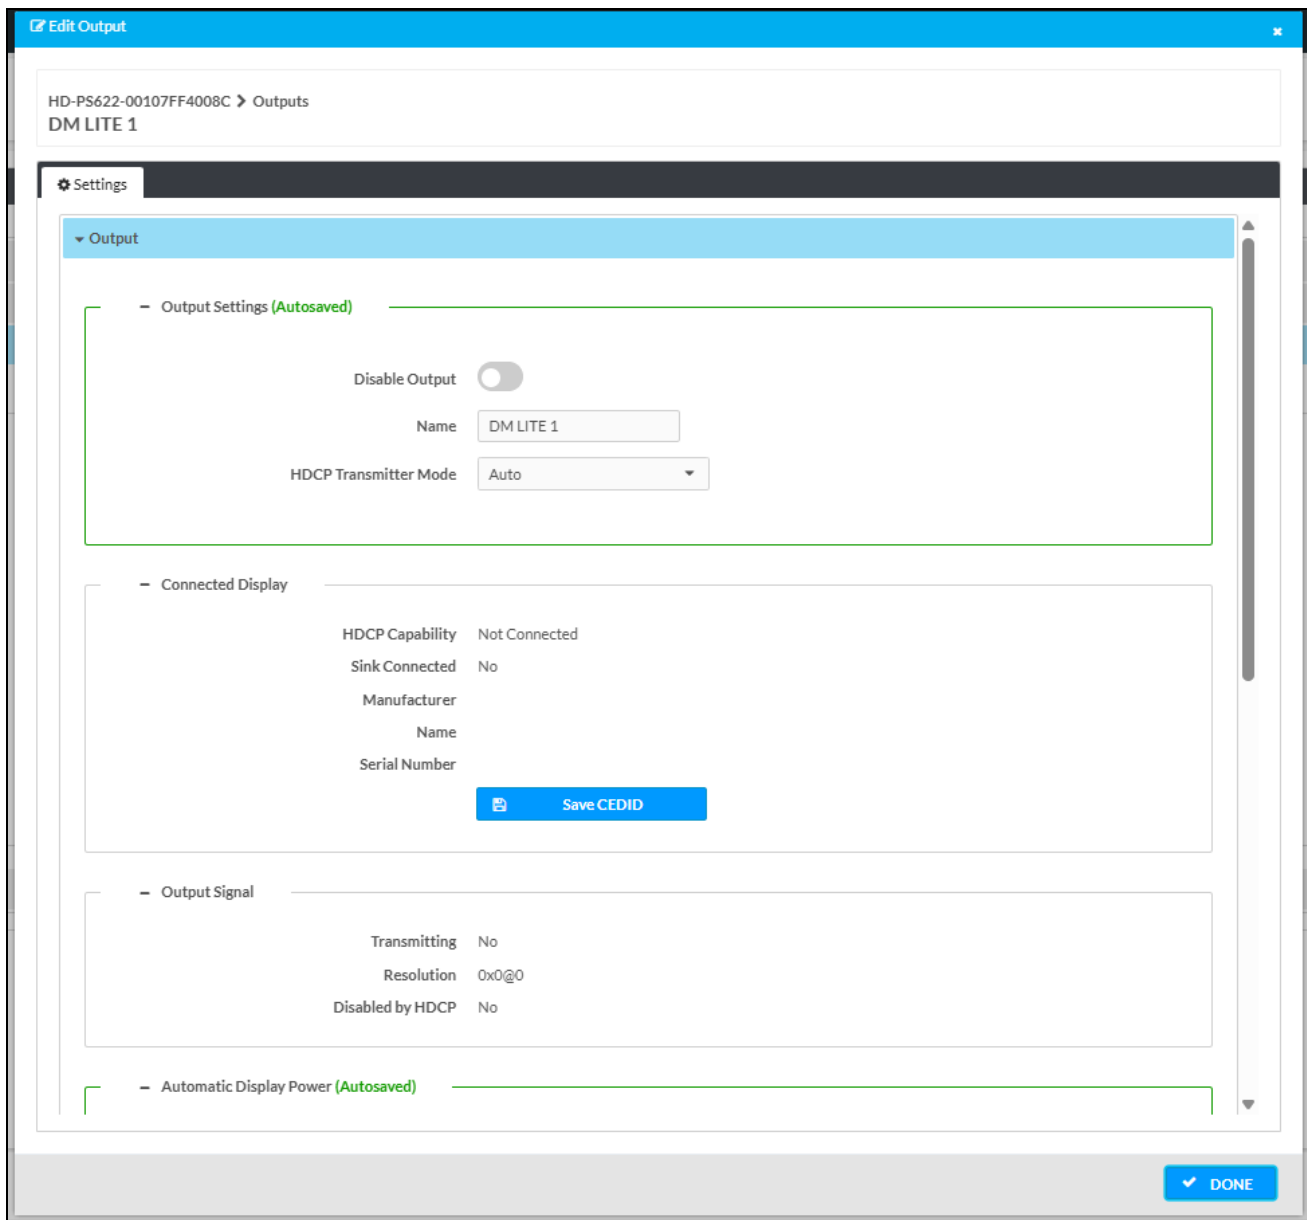 Edit Output
HD-PS622-00107FF4008C > Outputs
DM LITE 1
Settings
Output
Output Settings (Autosaved)
Disable Output
Name DM LITE 1
HDCP Transmitter Mode Auto
Connected Display
HDCP Capability Not Connected
Sink Connected No
Manufacturer
Name
Serial Number
Save CEDID
Output Signal
Transmitting No
Resolution 0x0@0
Disabled by HDCP No
Automatic Display Power (Autosaved)
DONE